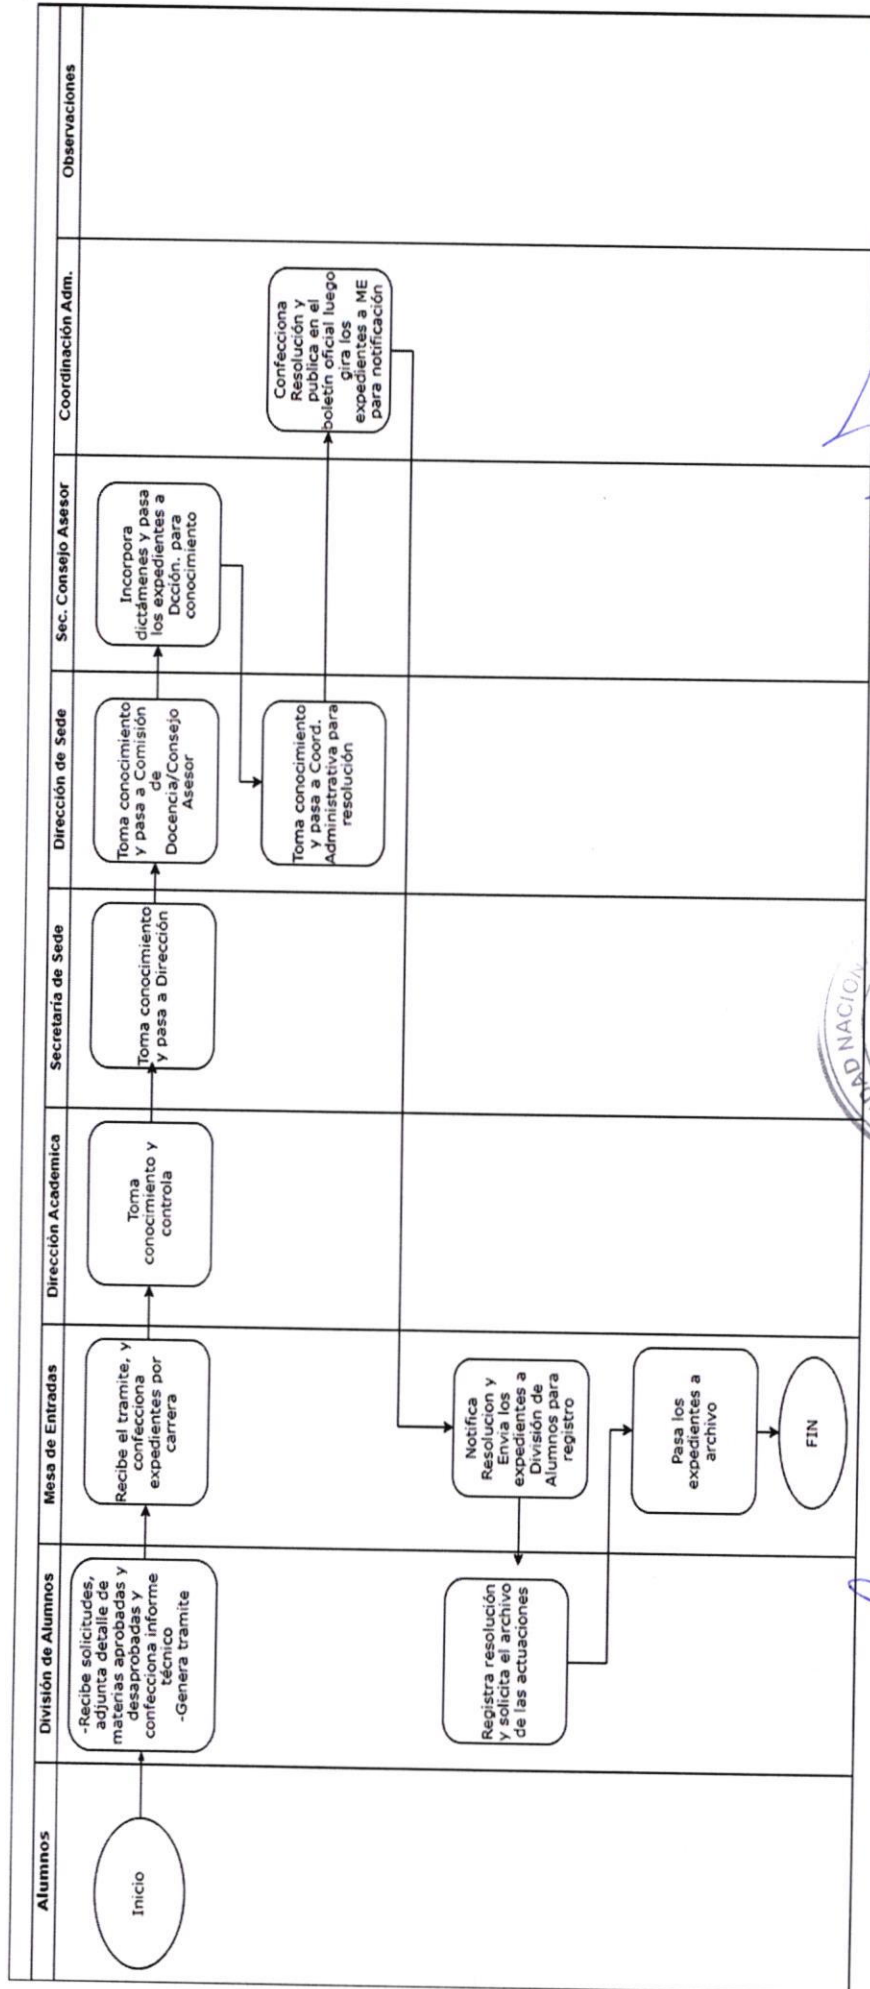 Alumnos
División de Alumnos
Mesa de Entradas
Dirección Academica
Secretaría de Sede
Dirección de Sede
Sec. Consejo Asesor
Coordinación Adm.
Observaciones
Inicio
-Recibe solicitudes,
adjunta detalle de
materias aprobadas y
desaprobadas y
confecciona informe
técnico
-Genera tramite
Recibe el tramite, y
confecciona
expedientes por
carrera
Toma
conocimiento y
controla
Toma conocimiento
y pasa a Dirección
Toma conocimiento
y pasa a Comisión
de
Docencia/Consejo
Asesor
Incorpora
dictámenes y pasa
los expedientes a
Dcción. para
conocimiento
Toma conocimiento
y pasa a Coord.
Administrativa para
resolución
Confecciona
Resolución y
publica en el
boletín oficial luego
gira los
expedientes a ME
para notificación
Notifica
Resolucion y
Envia los
expedientes a
División de
Alumnos para
registro
Registra resolución
y solicita el archivo
de las actuaciones
Pasa los
expedientes a
archivo
FIN